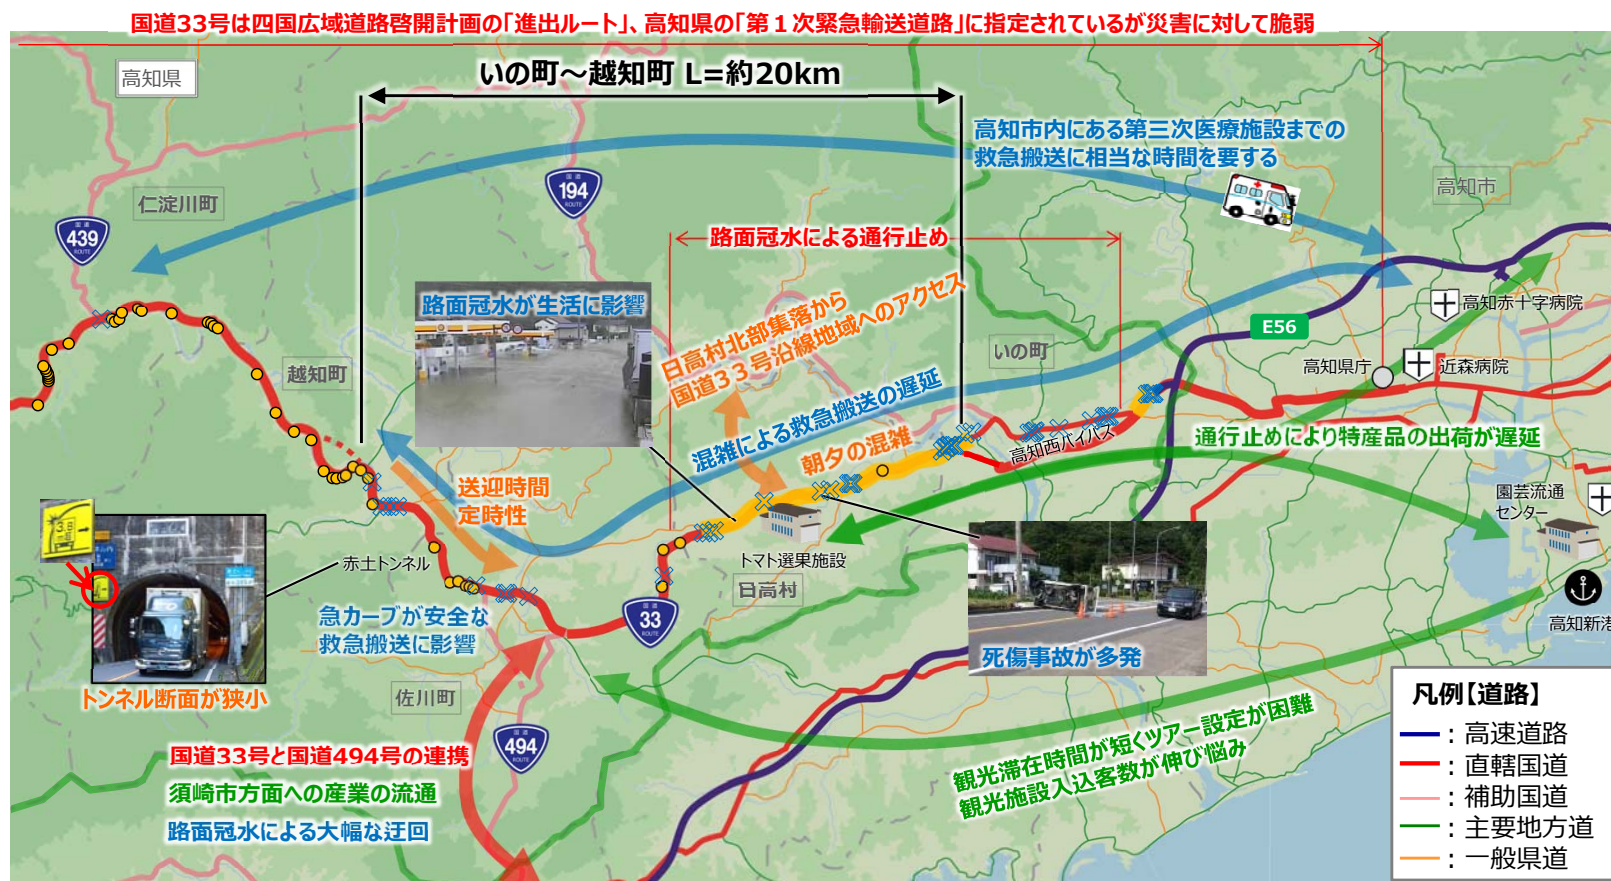 国道33号は四国広域道路啓開計画の「進出ルート」、高知県の「第１次緊急輸送道路」に指定されているが災害に対して脆弱
高知県
いの町～越知町 L=約20km
高知市内にある第三次医療施設までの
救急搬送に相当な時間を要する
高知市
仁淀川町
国道
194
ROUTE
国道
439
ROUTE
路面冠水による通行止め
路面冠水が生活に影響
日高村北部集落から
国道３３号沿線地域へのアクセス
高知赤十字病院
E56
いの町
高知県庁
近森病院
越知町
混雑による救急搬送の遅延
朝夕の混雑
高知西バイパス
通行止めにより特産品の出荷が遅延
送迎時間
定時性
園芸流通
センター
赤土トンネル
トマト選果施設
日高村
急カーブが安全な
救急搬送に影響
国道
33
ROUTE
高知新港
死傷事故が多発
トンネル断面が狭小
佐川町
国道
494
ROUTE
観光滞在時間が短くツアー設定が困難
観光施設入込客数が伸び悩み
国道33号と国道494号の連携
須崎市方面への産業の流通
路面冠水による大幅な迂回
凡例【道路】
：高速道路
：直轄国道
：補助国道
：主要地方道
：一般県道